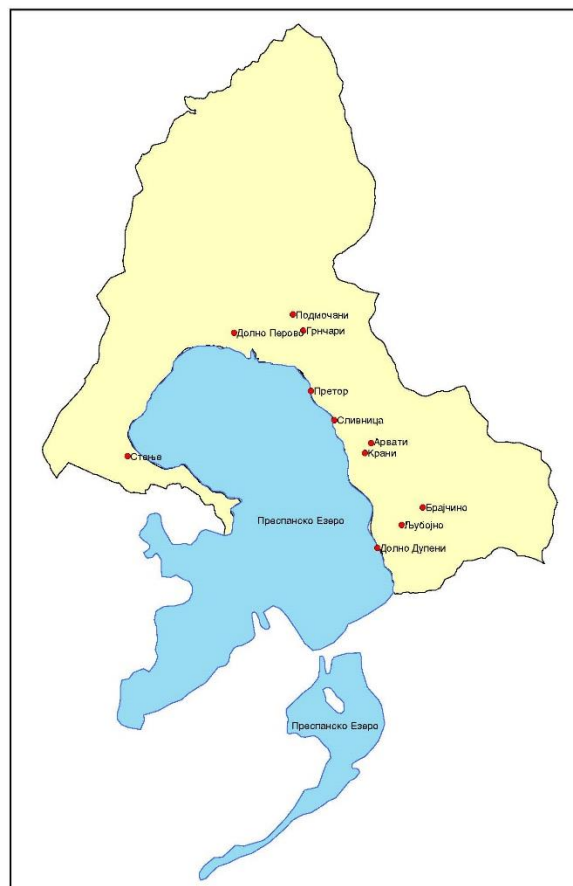 Подмочани
Долно Перово
Грнчари
Претор
Сливница
Арвати
Крани
Стење
Брајчино
Преспанско Езеро
Љубојно
Долно Дупени
Преспанско Езеро